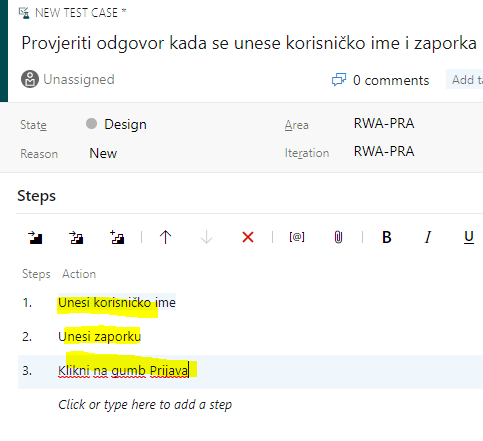 NEW TEST CASE *
Provjeriti odgovor kada se unese korisničko ime i zaporka
Unassigned
0 comments
Add ta
State
Design
Area
RWA-PRA
Reason
New
Iteration
RWA-PRA
Steps
[@]
B
I
U
Steps
Action
1. Unesi korisničko ime
2. Unesi zaporku
3. Klikni na gumb Prijava
Click or type here to add a step